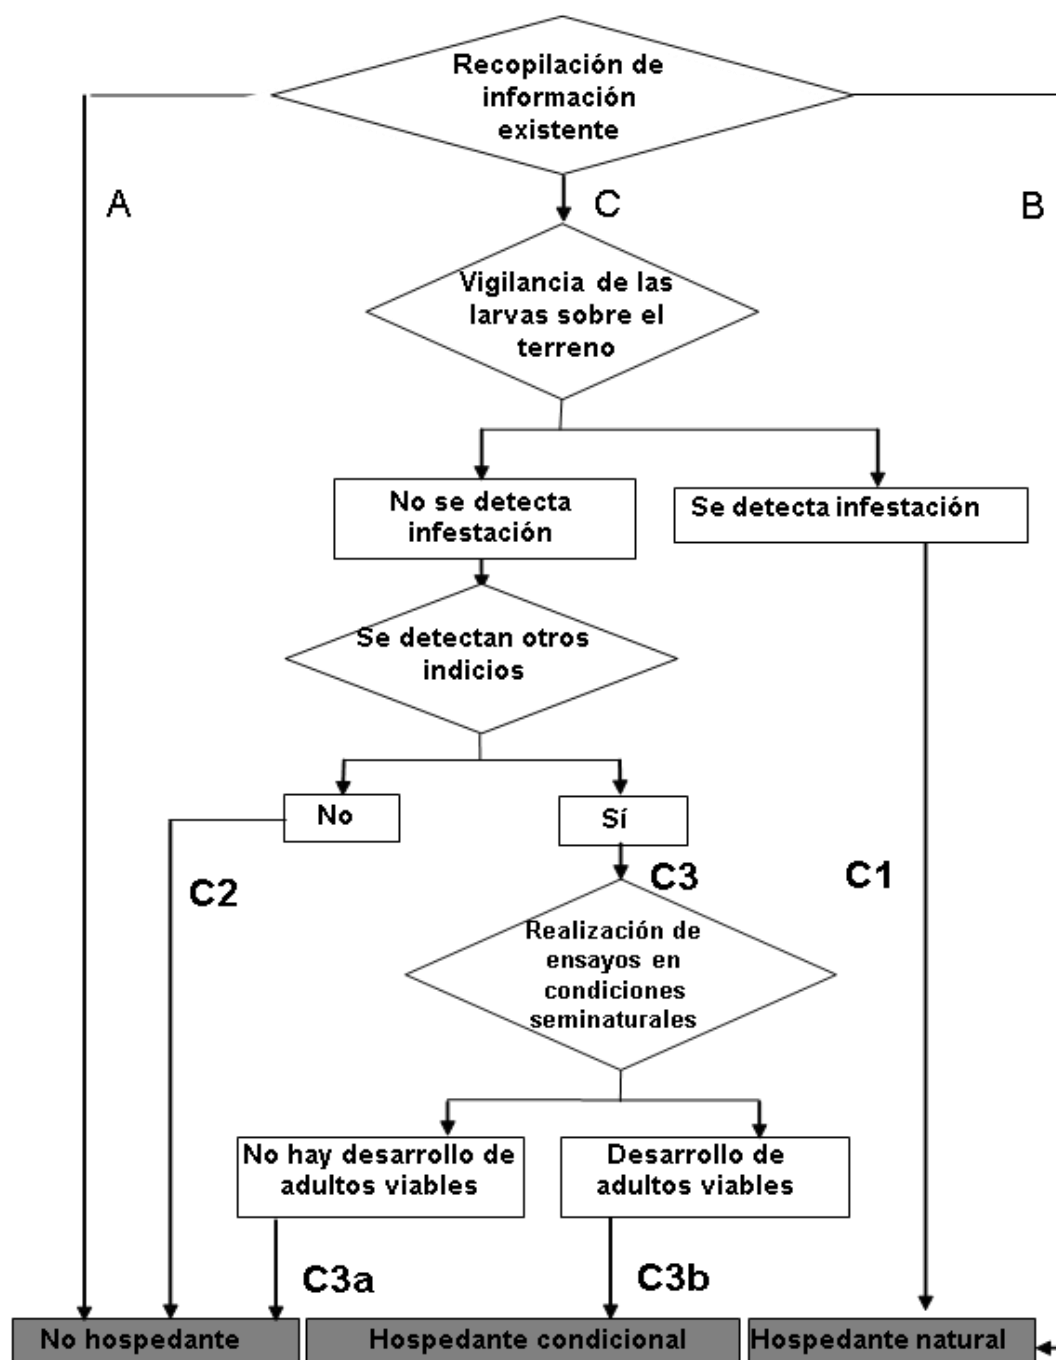 Recopilación de
información
existente
A
C
B
Vigilancia de las
larvas sobre el
terreno
No se detecta
infestación
Se detecta infestación
Se detectan otros
indicios
No
Sí
C2
C3
C1
Realización de
ensayos en
condiciones
seminaturales
No hay desarrollo de
adultos viables
Desarrollo de
adultos viables
C3a
C3b
No hospedante
Hospedante condicional
Hospedante natural